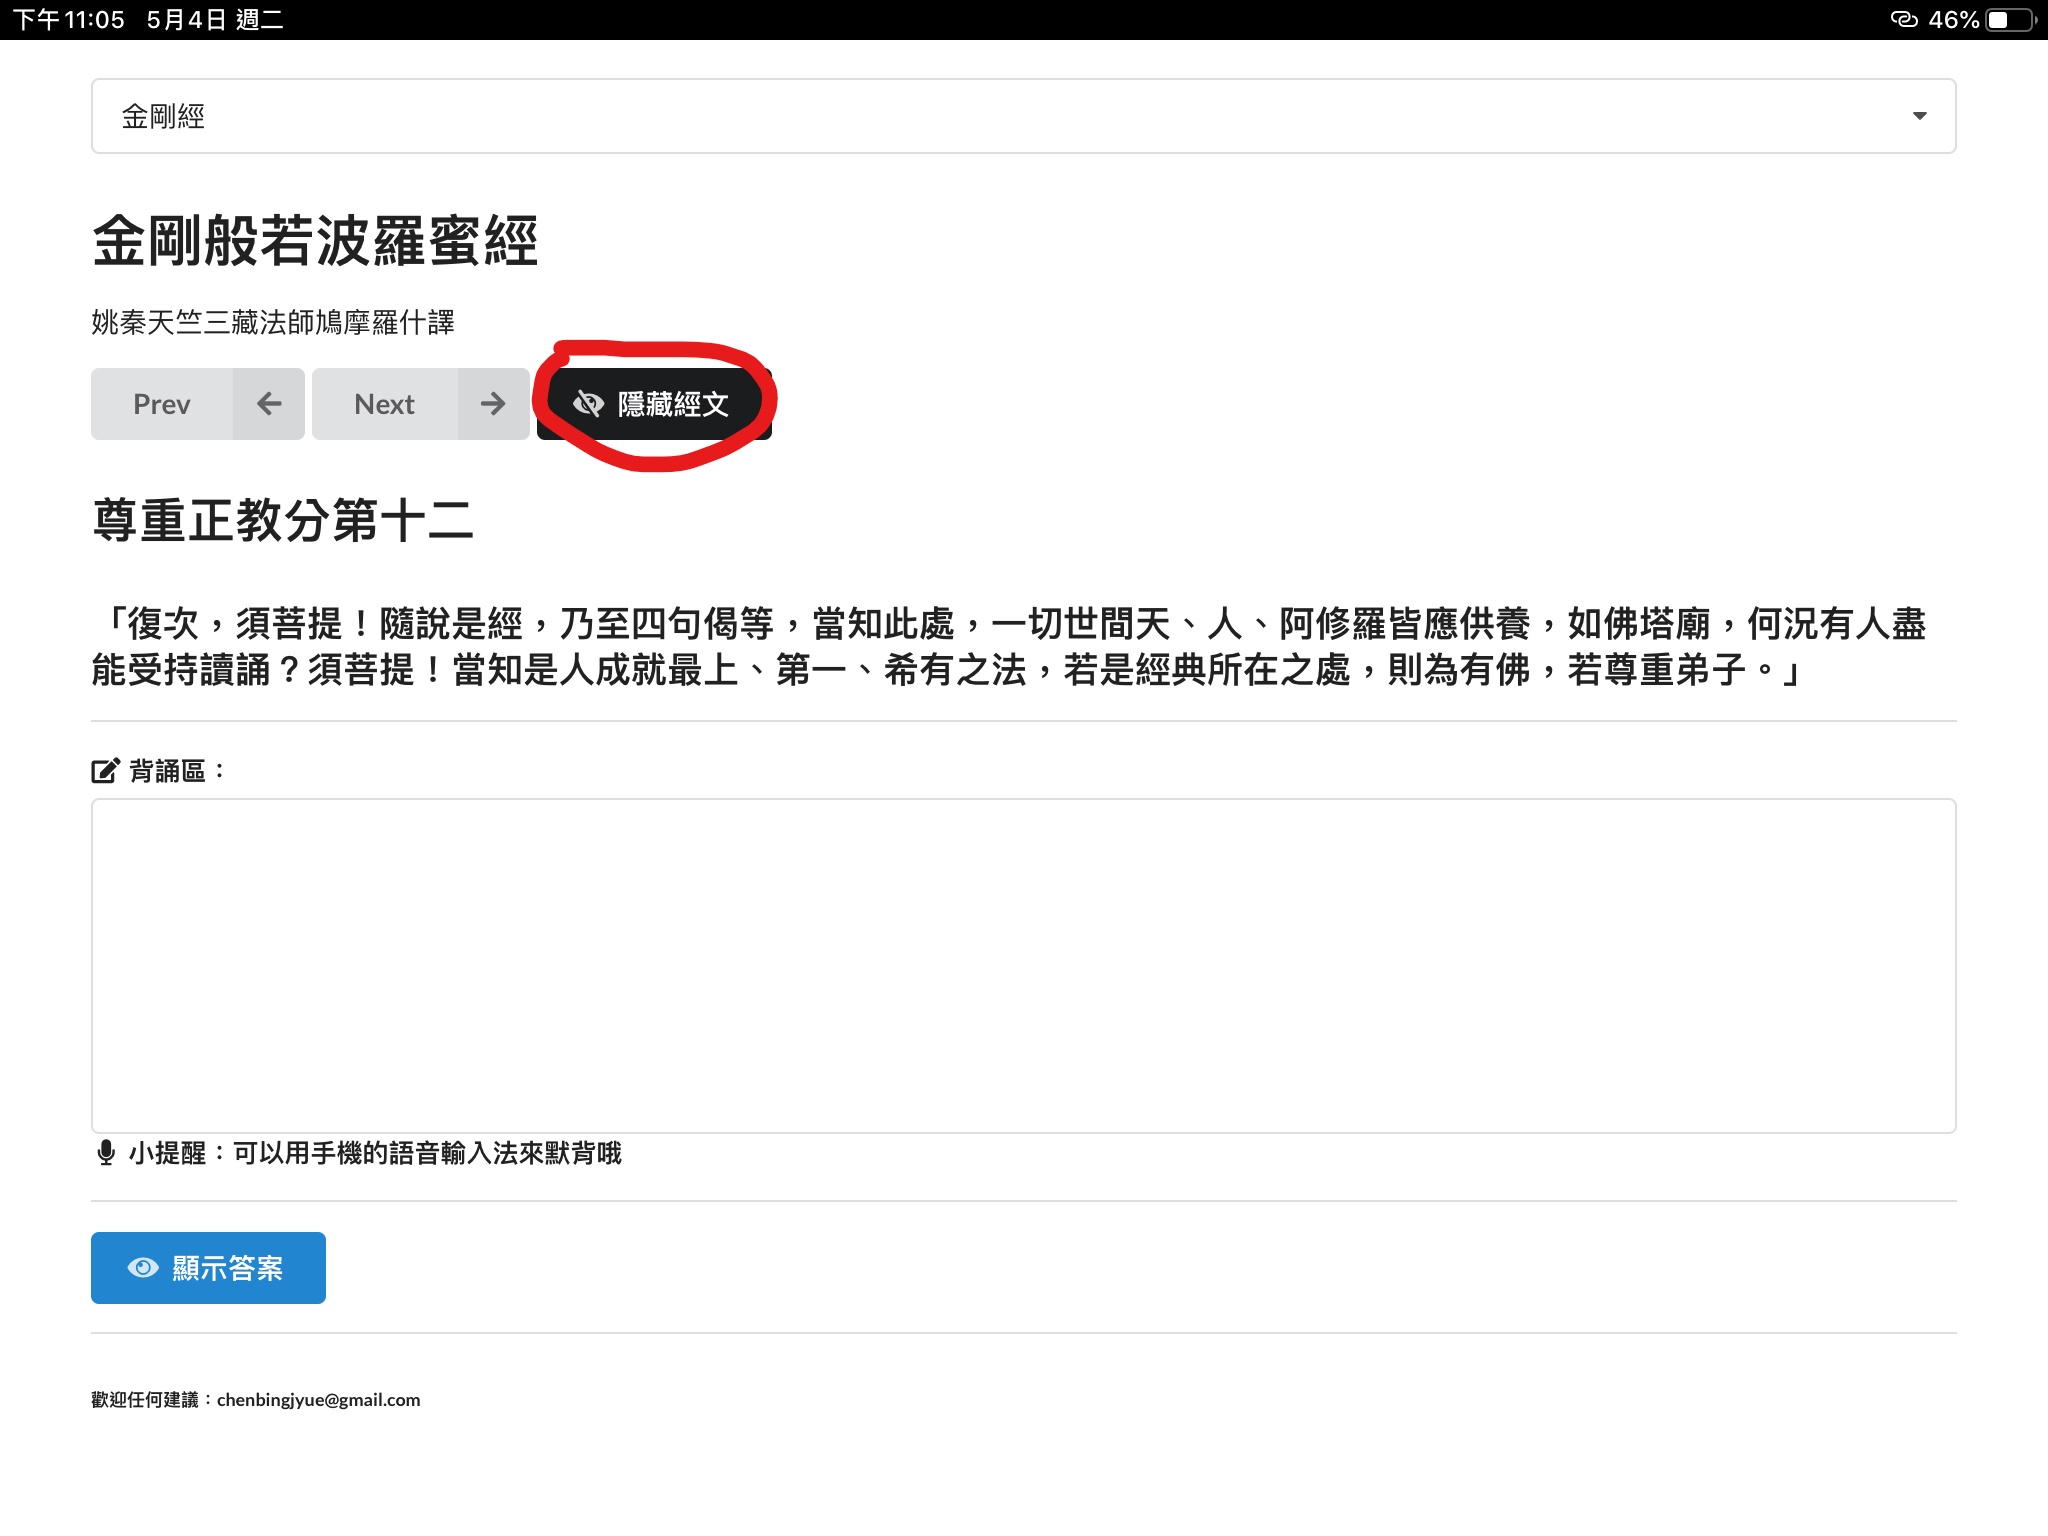 下午11:05 5月4日 週二 46%
金剛經
金剛般若波羅蜜經
姚秦天竺三藏法師鳩摩羅什譯
Prev Next 隱藏經文
尊重正教分第十二
「復次，須菩提！隨說是經，乃至四句偈等，當知此處，一切世間天、人、阿修羅皆應供養，如佛塔廟，何況有人盡
能受持讀誦？須菩提！當知是人成就最上、第一、希有之法，若是經典所在之處，則為有佛，若尊重弟子。」
背誦區：
小提醒：可以用手機的語音輸入法來默背哦
顯示答案
歡迎任何建議：chenbingjyue@gmail.com